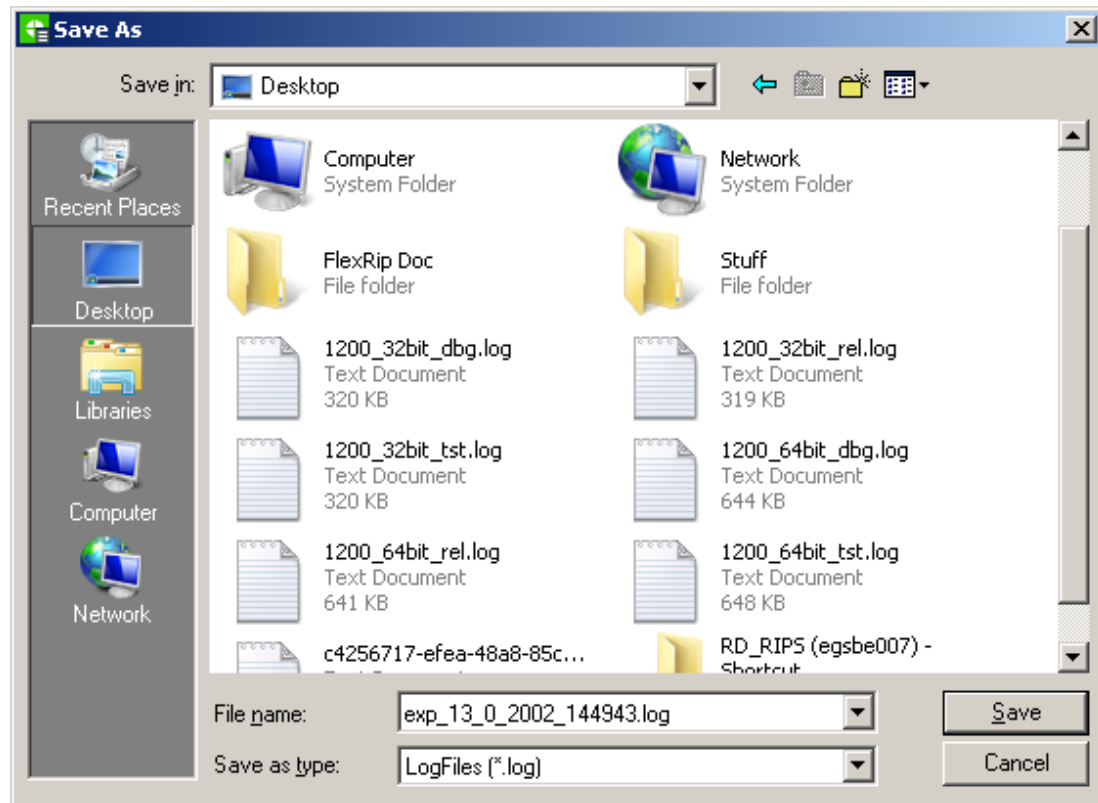 Save As
Save in:
Desktop
Recent Places
Desktop
Libraries
Computer
Network
Computer
System Folder
Network
System Folder
FlexRip Doc
File folder
Stuff
File folder
1200_32bit_dbg.log
Text Document
320 KB
1200_32bit_rel.log
Text Document
319 KB
1200_32bit_tst.log
Text Document
320 KB
1200_64bit_dbg.log
Text Document
644 KB
1200_64bit_rel.log
Text Document
641 KB
1200_64bit_tst.log
Text Document
648 KB
c4256717-efea-48a8-85c...
RD_RIPS (egsbe007) -
Shortcut
File name:
exp_13_0_2002_144943.log
Save
Save as type:
LogFiles (*.log)
Cancel